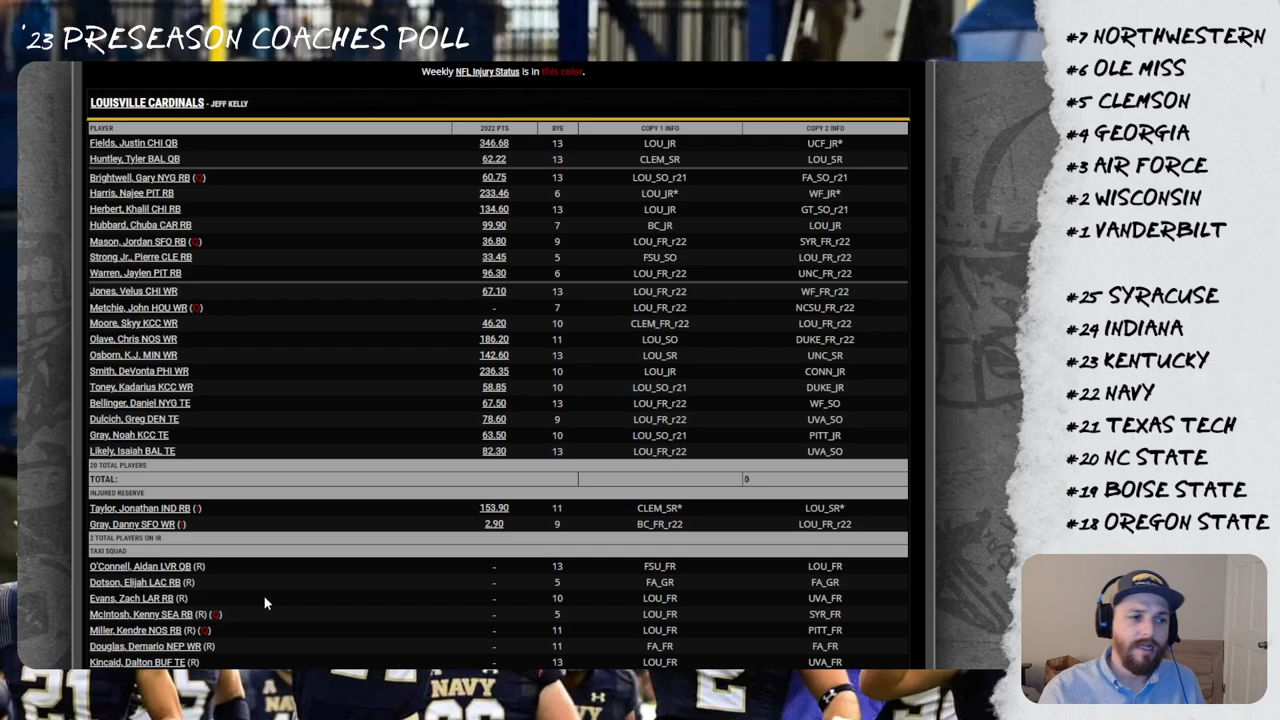 '23 PRESEASON COACHES POLL
Weekly NFL Injury Status is in this color.
LOUISVILLE CARDINALS - JEFF KELLY
PLAYER 2022 PTS BYE COPY 1 INFO COPY 2 INFO
Fields, Justin CHI QB 346.68 13 LOU_JR UCF_JR*
Huntley, Tyler BAL QB 62.22 13 CLEM_SR LOU_SR
Brightwell, Gary NYG RB (Q) 60.75 13 LOU_SO_r21 FA_SO_r21
Harris, Najee PIT RB 233.46 6 LOU_JR* WF_JR*
Herbert, Khalil CHI RB 134.60 13 LOU_JR GT_SO_r21
Hubbard, Chuba CAR RB 99.90 7 BC_JR LOU_JR
Mason, Jordan SFO RB (Q) 36.80 9 LOU_FR_r22 SYR_FR_r22
Strong Jr., Pierre CLE RB 33.45 5 FSU_SO LOU_FR_r22
Warren, Jaylen PIT RB 96.30 6 LOU_FR_r22 UNC_FR_r22
Jones, Velus CHI WR 67.10 13 LOU_FR_r22 WF_FR_r22
Metchie, John HOU WR (Q) - 7 LOU_FR_r22 NCSU_FR_r22
Moore, Skyy KCC WR 46.20 10 CLEM_FR_r22 LOU_FR_r22
Olave, Chris NOS WR 186.20 11 LOU_SO DUKE_FR_r22
Osborn, K.J. MIN WR 142.60 13 LOU_SR UNC_SR
Smith, DeVonta PHI WR 236.35 10 LOU_JR CONN_JR
Toney, Kadarius KCC WR 58.85 10 LOU_SO_r21 DUKE_JR
Bellinger, Daniel NYG TE 67.50 13 LOU_FR_r22 WF_SO
Dulcich, Greg DEN TE 78.60 9 LOU_FR_r22 UVA_SO
Gray, Noah KCC TE 63.50 10 LOU_SO_r21 PITT_JR
Likely, Isaiah BAL TE 82.30 13 LOU_FR_r22 UVA_SO
20 TOTAL PLAYERS
TOTAL: 0
INJURED RESERVE
Taylor, Jonathan IND RB (I) 153.90 11 CLEM_SR* LOU_SR*
Gray, Danny SFO WR (I) 2.90 9 BC_FR_r22 LOU_FR_r22
2 TOTAL PLAYERS ON IR
TAXI SQUAD
O'Connell, Aidan LVR QB (R) - 13 FSU_FR LOU_FR
Dotson, Elijah LAC RB (R) - 5 FA_GR FA_GR
Evans, Zach LAR RB (R) - 10 LOU_FR UVA_FR
McIntosh, Kenny SEA RB (R) (Q) - 5 LOU_FR SYR_FR
Miller, Kendre NOS RB (R) (Q) - 11 LOU_FR PITT_FR
Douglas, Demario NEP WR (R) - 11 FA_FR FA_FR
Kincaid, Dalton BUF TE (R) - 13 LOU_FR UVA_FR
#7 NORTHWESTERN
#6 OLE MISS
#5 CLEMSON
#4 GEORGIA
#3 AIR FORCE
#2 WISCONSIN
#1 VANDERBILT
#25 SYRACUSE
#24 INDIANA
#23 KENTUCKY
#22 NAVY
#21 TEXAS TECH
#20 NC STATE
#19 BOISE STATE
#18 OREGON STATE
21
NAVY
NAVY
2